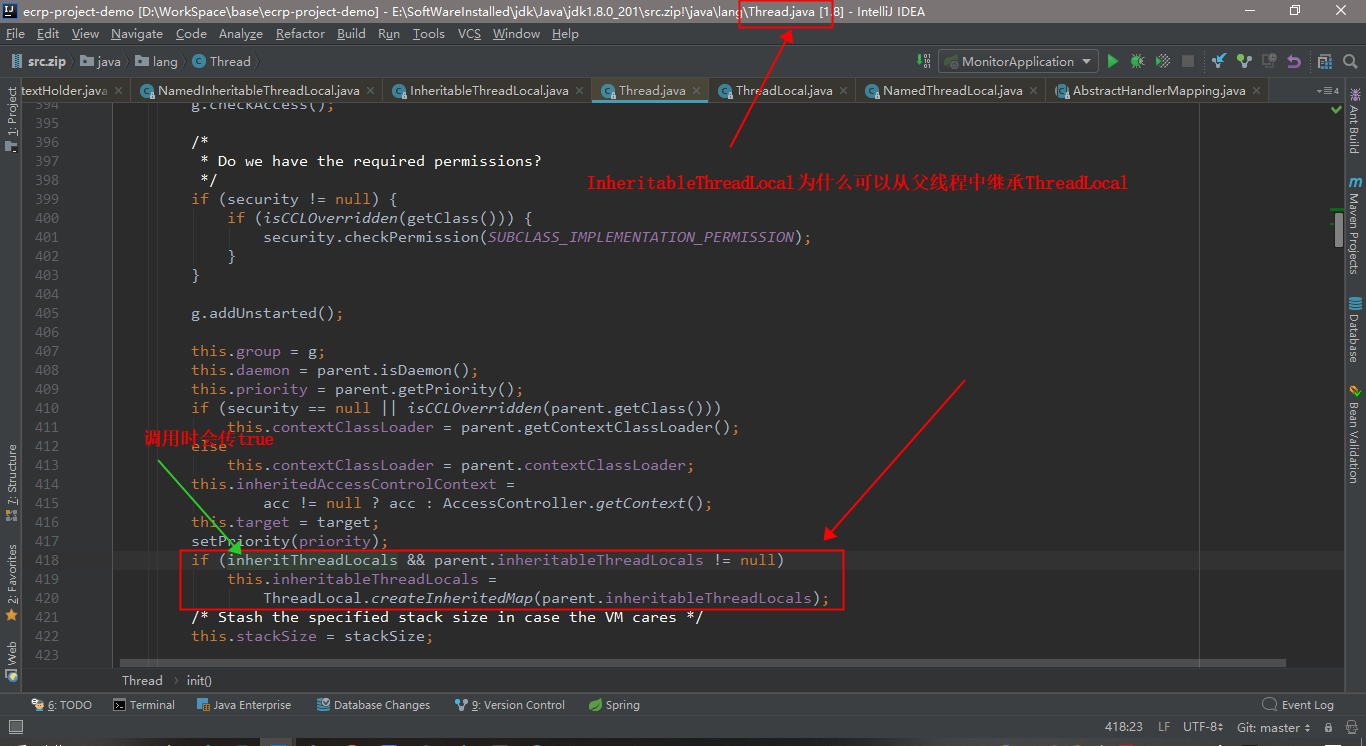 ecrp-project-demo [D:\WorkSpace\base\ecrp-project-demo] - E:\SoftWareInstalled\jdk\Java\jdk1.8.0_201\src.zip!\java\lang\Thread.java [1.8] - IntelliJ IDEA
File Edit View Navigate Code Analyze Refactor Build Run Tools VCS Window Help
src.zip java lang Thread MonitorApplication
textHolder.java NamedInheritableThreadLocal.java InheritableThreadLocal.java Thread.java ThreadLocal.java NamedThreadLocal.java AbstractHandlerMapping.java
394 g.checkAccess();
395
396 /*
397 * Do we have the required permissions?
398 */
InheritableThreadLocal为什么可以从父线程中继承ThreadLocal
399 if (security != null) {
400 if (isCCLOverridden(getClass())) {
401 security.checkPermission(SUBCLASS_IMPLEMENTATION_PERMISSION);
402 }
403 }
404
405 g.addUnstarted();
406
407 this.group = g;
408 this.daemon = parent.isDaemon();
409 this.priority = parent.getPriority();
410 if (security == null || isCCLOverridden(parent.getClass()))
411 this.contextClassLoader = parent.getContextClassLoader();
调用时会传true
412 else
413 this.contextClassLoader = parent.contextClassLoader;
414 this.inheritedAccessControlContext =
415 acc != null ? acc : AccessController.getContext();
416 this.target = target;
417 setPriority(priority);
418 if (inheritThreadLocals && parent.inheritableThreadLocals != null)
419 this.inheritableThreadLocals =
420 ThreadLocal.createInheritedMap(parent.inheritableThreadLocals);
421 /* Stash the specified stack size in case the VM cares */
422 this.stackSize = stackSize;
423
Thread init()
1: Project
7: Structure
2: Favorites
Web
Ant Build
Maven Projects
Database
Bean Validation
6: TODO Terminal Java Enterprise Database Changes 9: Version Control Spring Event Log
418:23 LF UTF-8 Git: master